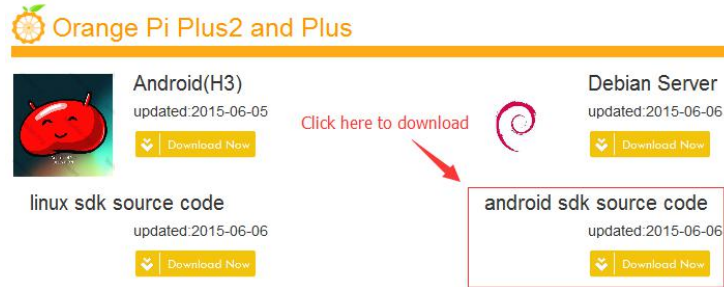 Orange Pi Plus2 and Plus
Android(H3)
updated:2015-06-05
Download Now
Debian Server
updated:2015-06-06
Download Now
Click here to download
linux sdk source code
updated:2015-06-06
Download Now
android sdk source code
updated:2015-06-06
Download Now